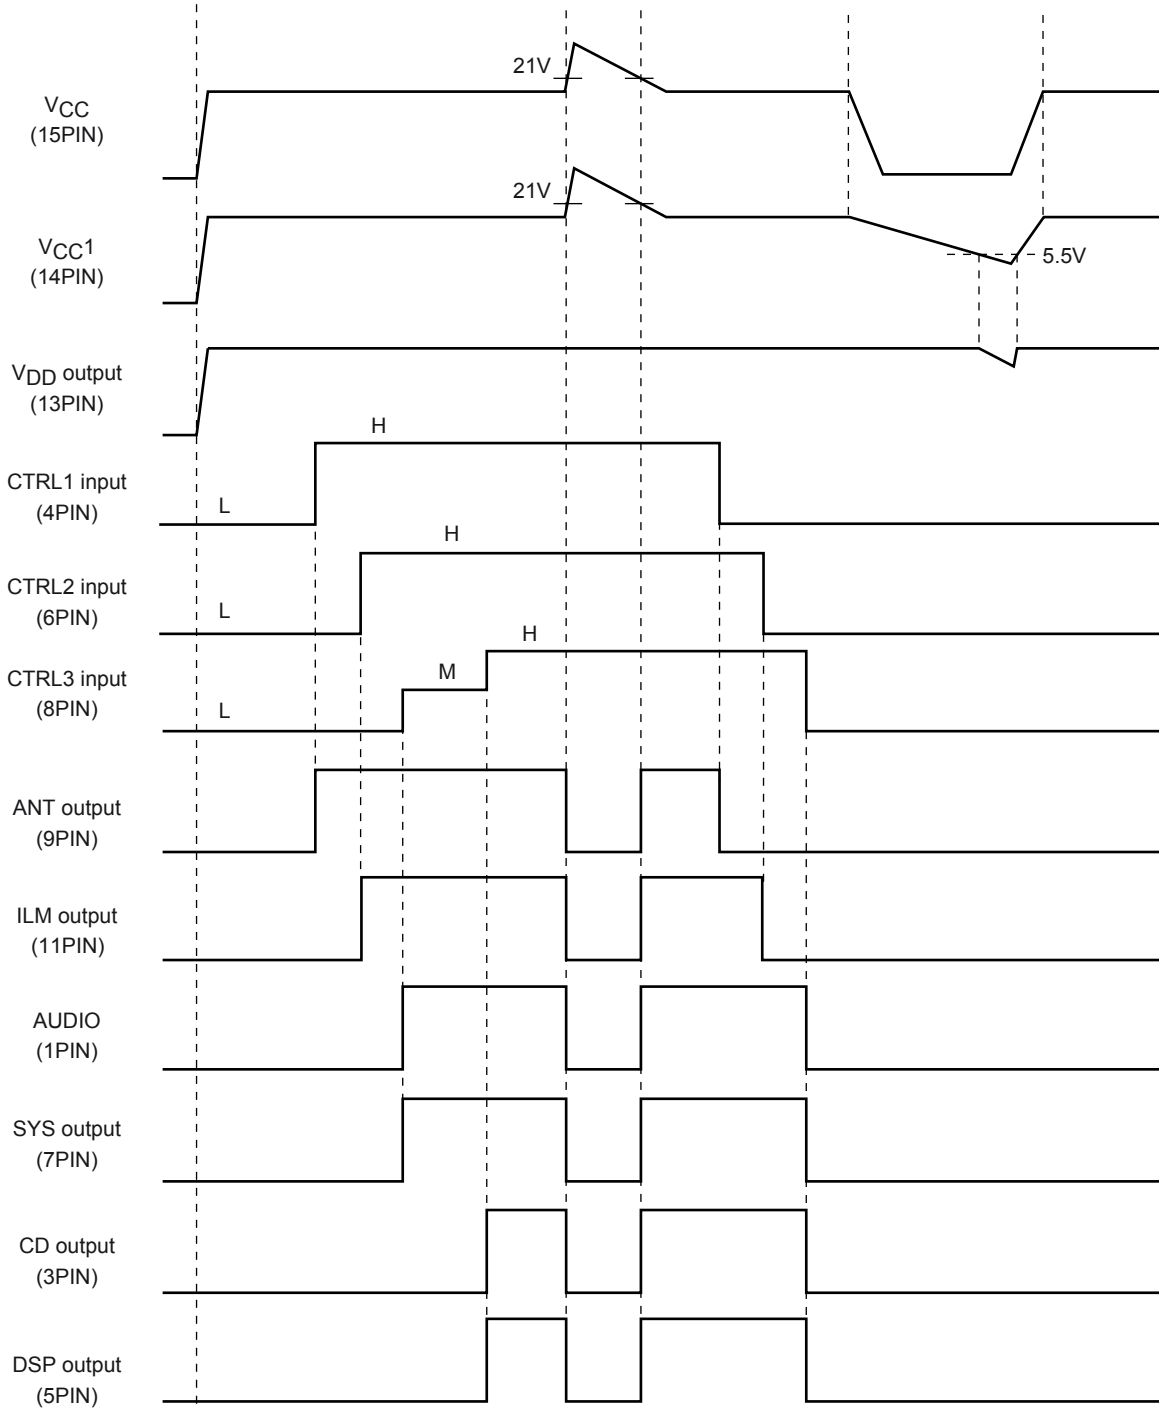 21V
VCC
(15PIN)
21V
VCC1
(14PIN)
5.5V
VDD output
(13PIN)
H
CTRL1 input
(4PIN)
L
H
CTRL2 input
(6PIN)
L
H
CTRL3 input
(8PIN)
M
L
ANT output
(9PIN)
ILM output
(11PIN)
AUDIO
(1PIN)
SYS output
(7PIN)
CD output
(3PIN)
DSP output
(5PIN)